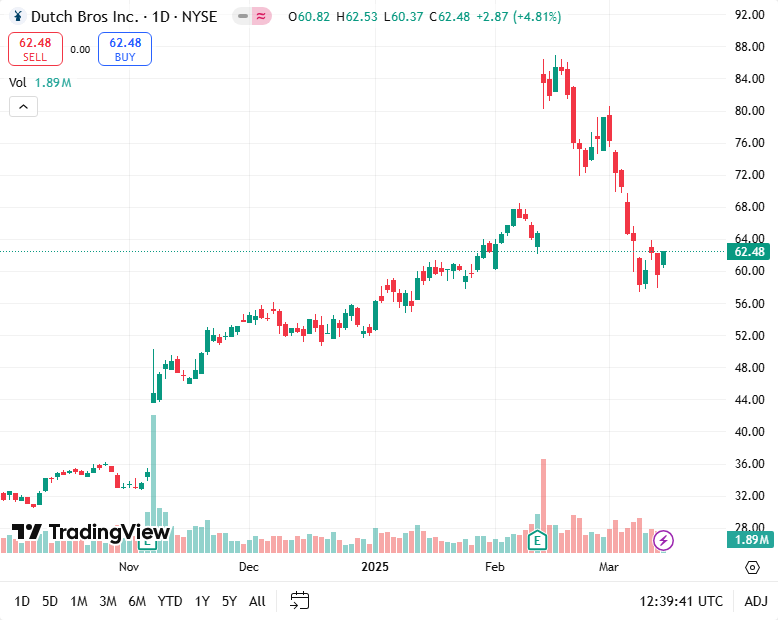 Dutch Bros Inc. · 1D · NYSE O60.82 H62.53 L60.37 C62.48 +2.87 (+4.81%)
62.48 0.00 62.48
SELL BUY
Vol 1.89M
92.00
88.00
84.00
80.00
76.00
72.00
68.00
64.00
62.48
60.00
56.00
52.00
48.00
44.00
40.00
36.00
32.00
28.00
1.89M
TradingView
E E
Nov Dec 2025 Feb Mar
1D 5D 1M 3M 6M YTD 1Y 5Y All 12:39:41 UTC ADJ